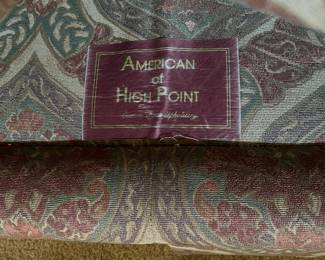 AMERICAN
of
HIGH POINT